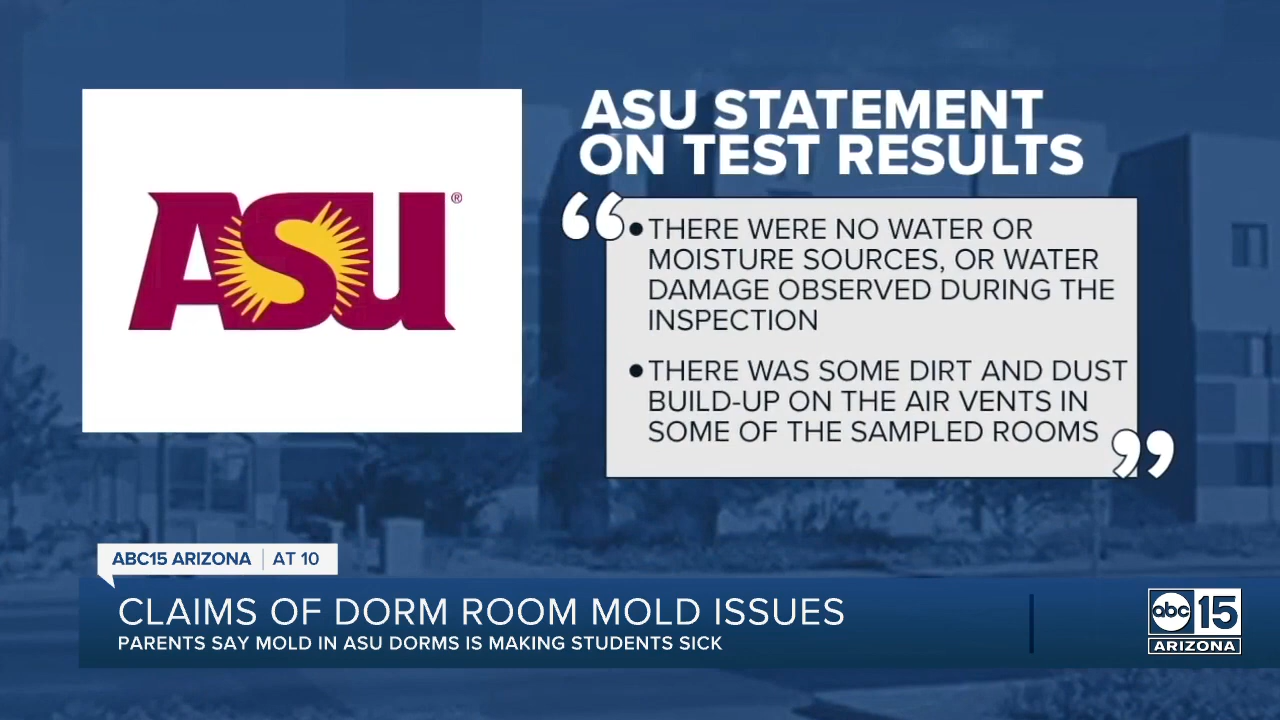 ASU STATEMENT
ON TEST RESULTS
ASU®
“
• THERE WERE NO WATER OR
MOISTURE SOURCES, OR WATER
DAMAGE OBSERVED DURING THE
INSPECTION
• THERE WAS SOME DIRT AND DUST
BUILD-UP ON THE AIR VENTS IN
SOME OF THE SAMPLED ROOMS
”
ABC15 ARIZONA | AT 10
CLAIMS OF DORM ROOM MOLD ISSUES
PARENTS SAY MOLD IN ASU DORMS IS MAKING STUDENTS SICK
abc 15
ARIZONA